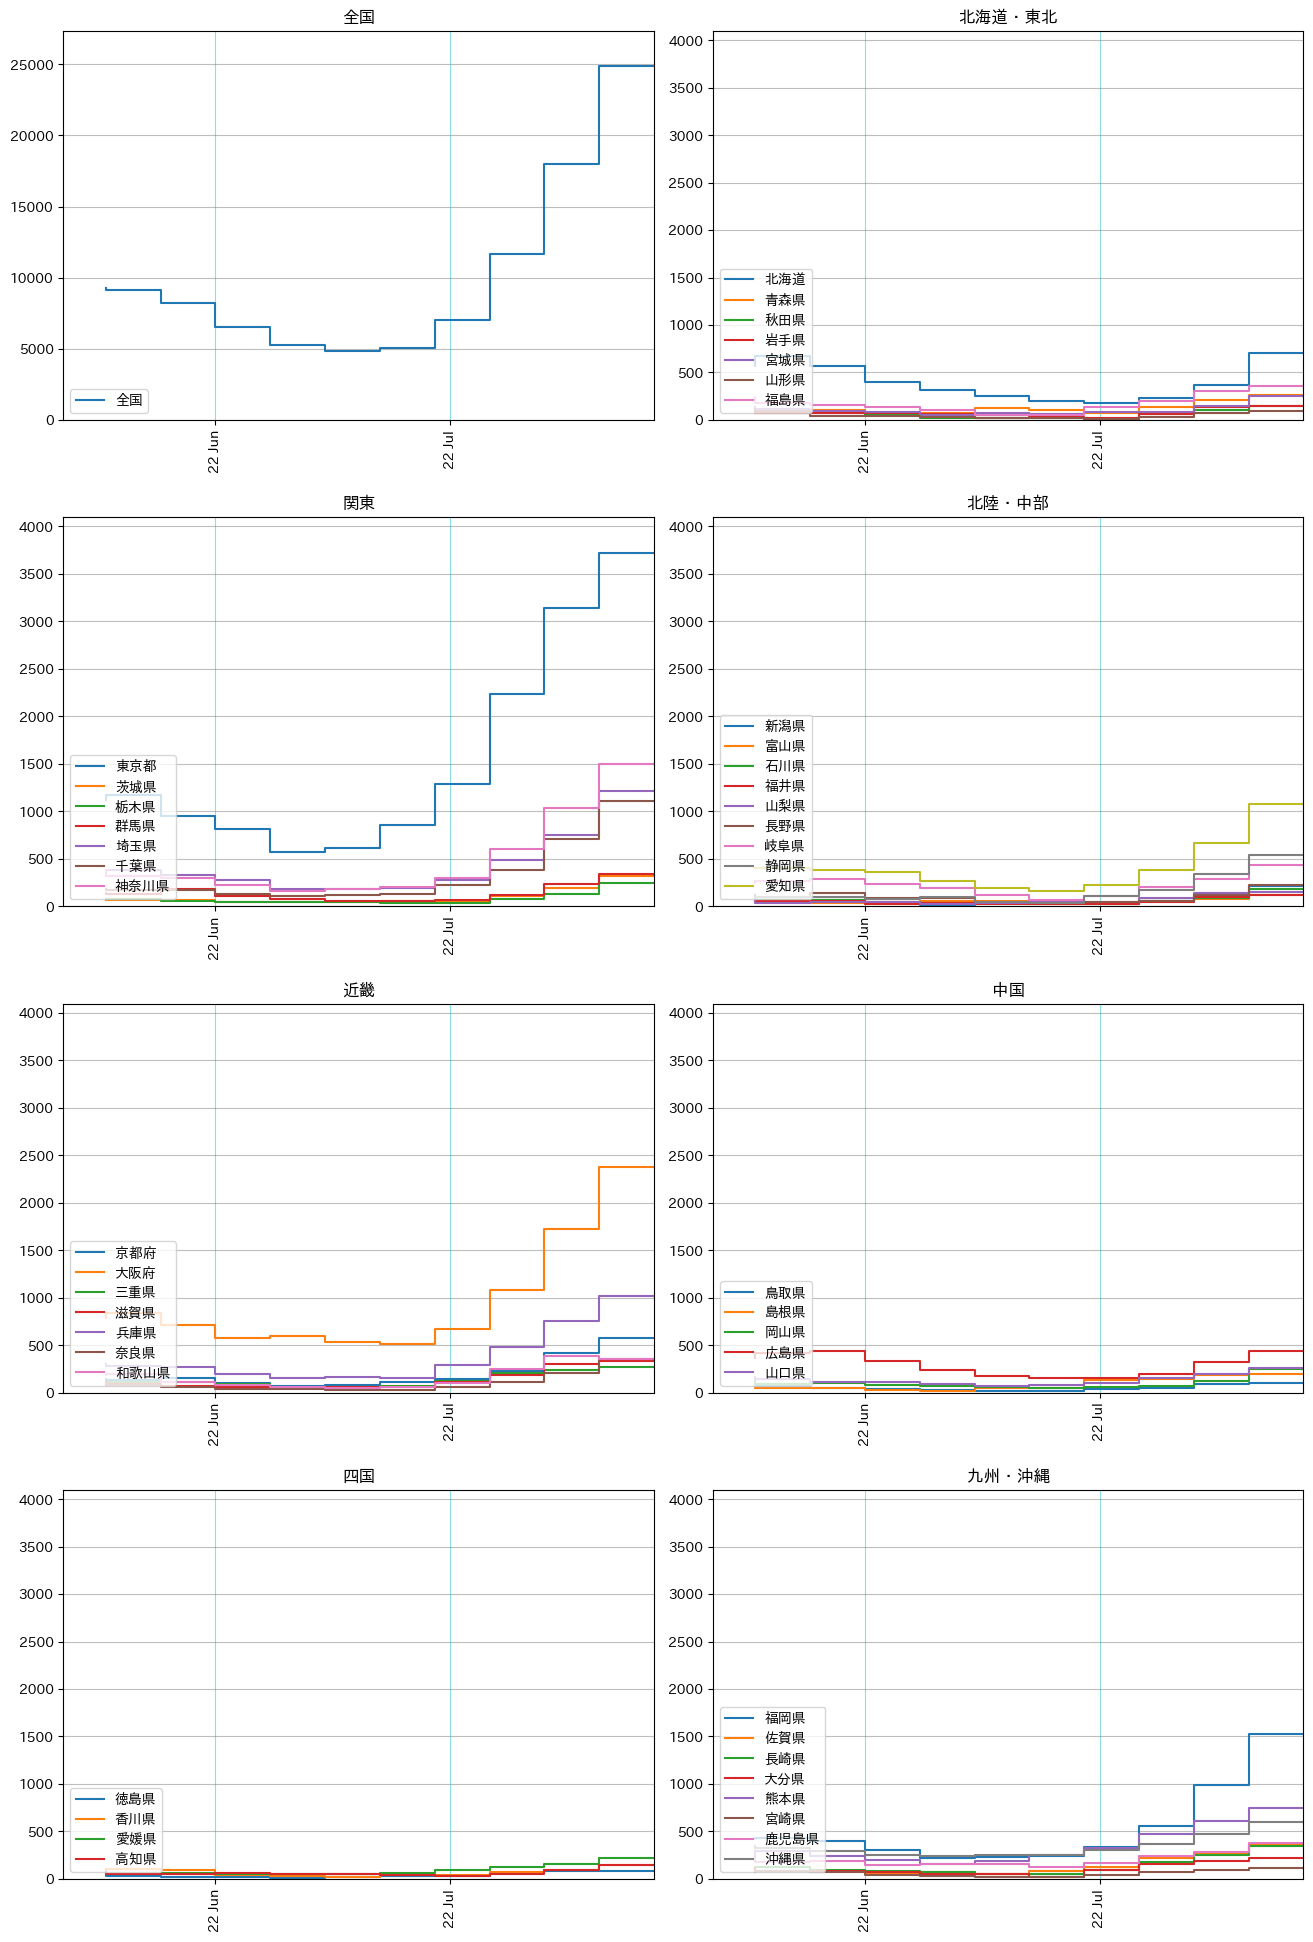 全国
25000
20000
15000
10000
5000
0
全国
22 Jun
22 Jul
北海道・東北
4000
3500
3000
2500
2000
1500
1000
500
0
北海道
青森県
秋田県
岩手県
宮城県
山形県
福島県
22 Jun
22 Jul
関東
4000
3500
3000
2500
2000
1500
1000
500
0
東京都
茨城県
栃木県
群馬県
埼玉県
千葉県
神奈川県
22 Jun
22 Jul
北陸・中部
4000
3500
3000
2500
2000
1500
1000
500
0
新潟県
富山県
石川県
福井県
山梨県
長野県
岐阜県
静岡県
愛知県
22 Jun
22 Jul
近畿
4000
3500
3000
2500
2000
1500
1000
500
0
京都府
大阪府
三重県
滋賀県
兵庫県
奈良県
和歌山県
22 Jun
22 Jul
中国
4000
3500
3000
2500
2000
1500
1000
500
0
鳥取県
島根県
岡山県
広島県
山口県
22 Jun
22 Jul
四国
4000
3500
3000
2500
2000
1500
1000
500
0
徳島県
香川県
愛媛県
高知県
22 Jun
22 Jul
九州・沖縄
4000
3500
3000
2500
2000
1500
1000
500
0
福岡県
佐賀県
長崎県
大分県
熊本県
宮崎県
鹿児島県
沖縄県
22 Jun
22 Jul